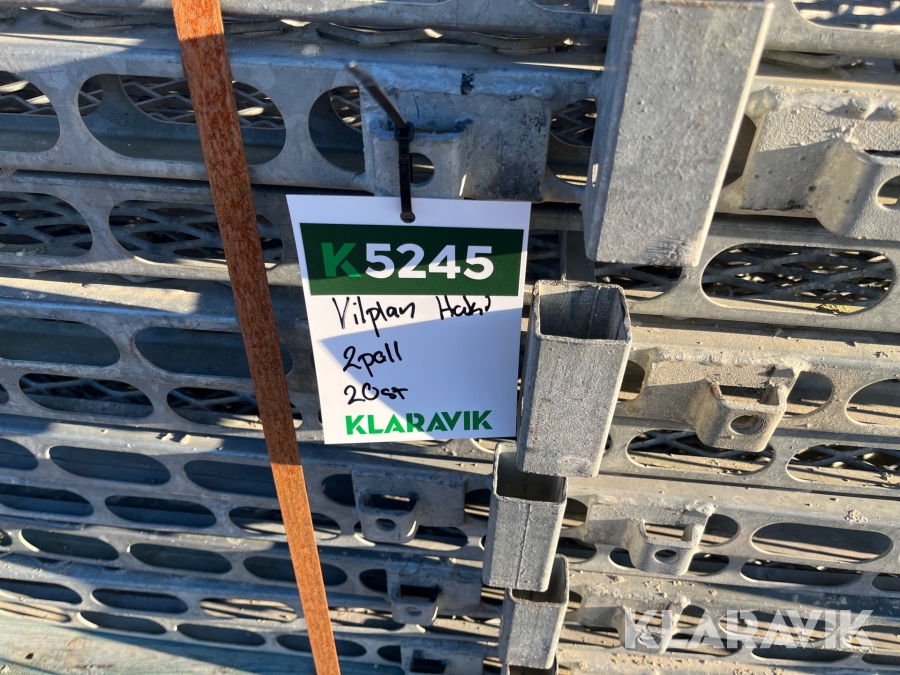 K5245
Vilplan Haki
2pall
20st
KLARAVIK
KLARAVIK